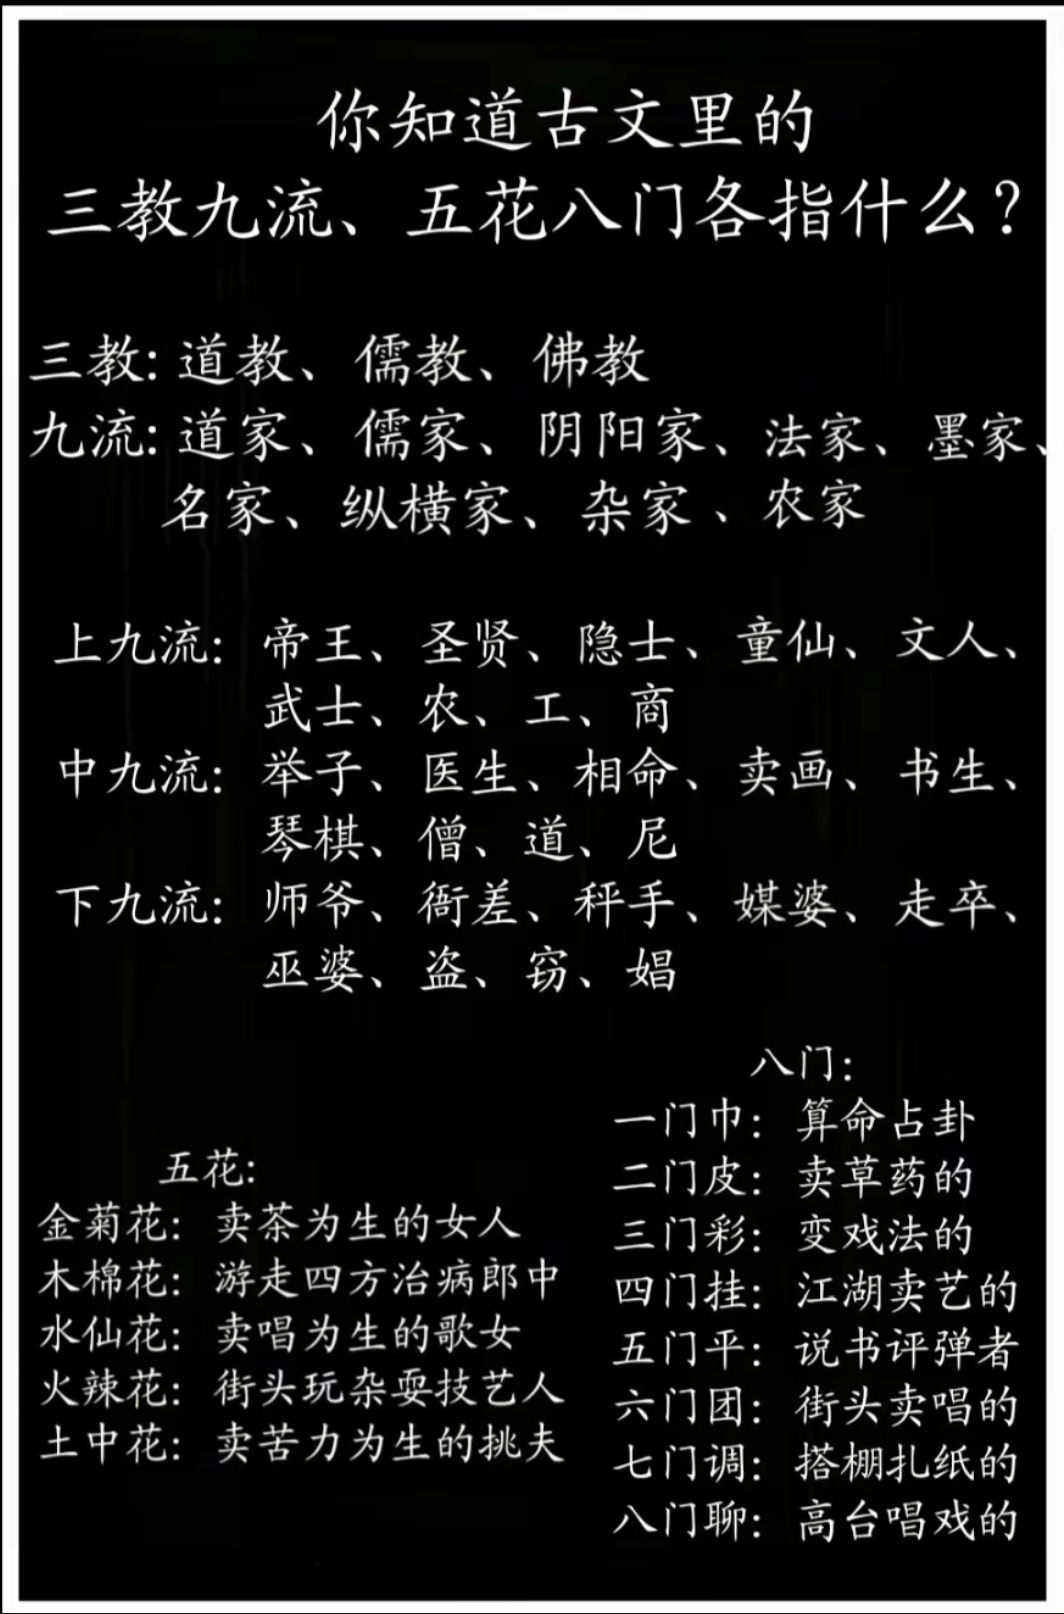 你知道古文里的
三教九流、五花八门各指什么?
三教:道教、儒教、佛教
九流:道家、儒家、阴阳家、法家、墨家、
名家、纵横家、杂家、农家
上九流:帝王、圣贤、隐士、童仙、文人、
武士、农、工、商
中九流:举子、医生、相命、卖画、书生、
琴棋、僧、道、尼
下九流:师爷、衙差、秤手、媒婆、走卒、
巫婆、盗、窃、娼
五花:
金菊花:卖茶为生的女人
木棉花:游走四方治病郎中
水仙花:卖唱为生的歌女
火辣花:街头玩杂耍技艺人
土中花:卖苦力为生的挑夫
八门:
一门巾:算命占卦
二门皮:卖草药的
三门彩:变戏法的
四门挂:江湖卖艺的
五门平:说书评弹者
六门团:街头卖唱的
七门调:搭棚扎纸的
八门聊:高台唱戏的